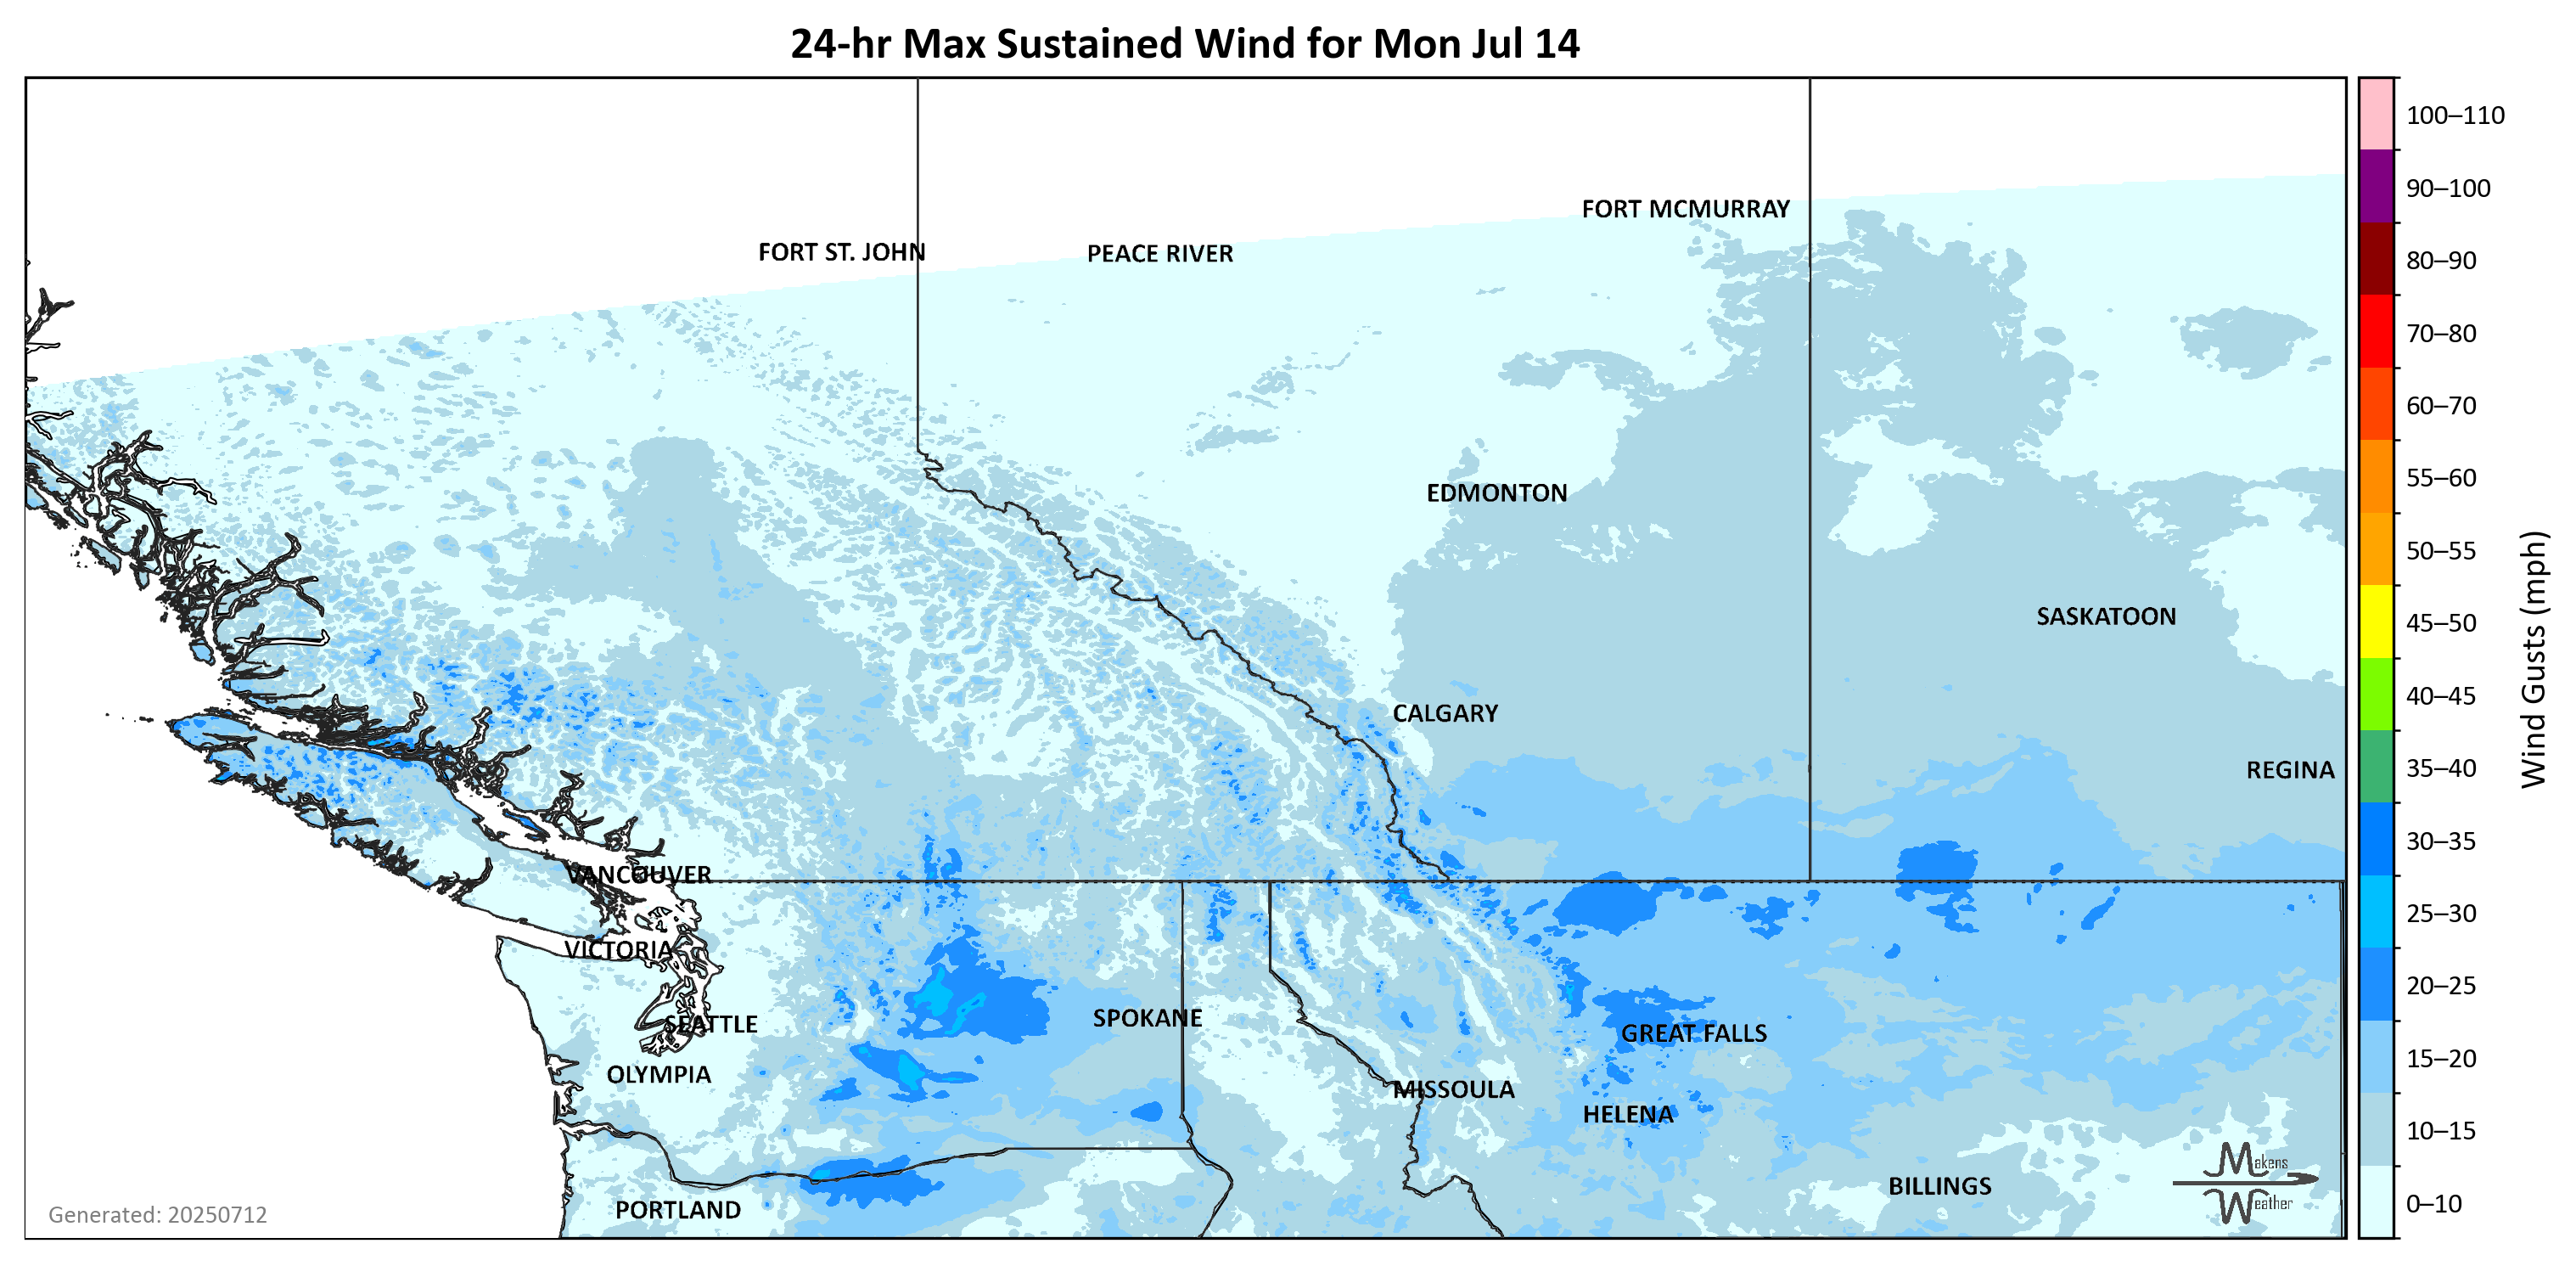 24-hr Max Sustained Wind for Mon Jul 14
100–110
90–100
80–90
70–80
60–70
55–60
50–55
45–50
40–45
35–40
30–35
25–30
20–25
15–20
10–15
0–10
Wind Gusts (mph)
FORT MCMURRAY
FORT ST. JOHN
PEACE RIVER
EDMONTON
SASKATOON
CALGARY
REGINA
VANCOUVER
VICTORIA
SEATTLE
SPOKANE
GREAT FALLS
OLYMPIA
MISSOULA
HELENA
BILLINGS
PORTLAND
Makens
Weather
Generated: 20250712